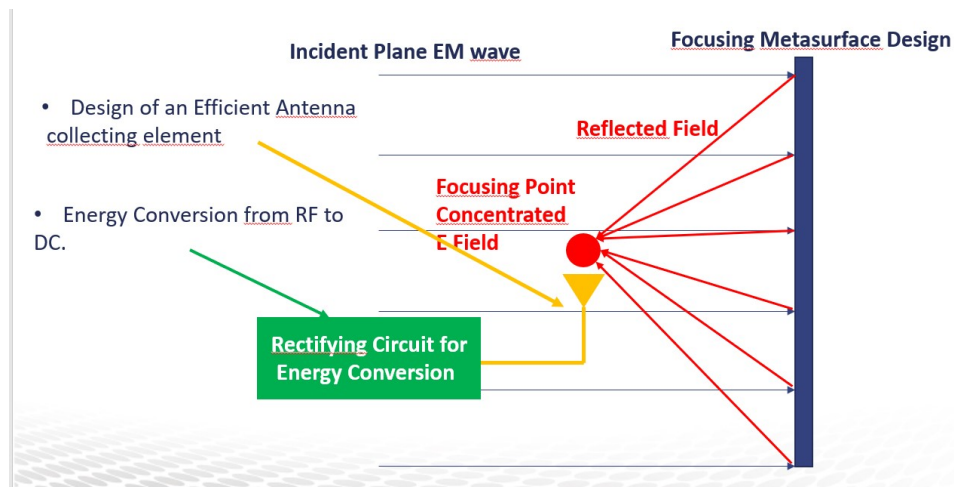 Focusing Metasurface Design
Incident Plane EM wave
• Design of an Efficient Antenna
collecting element
Reflected Field
Focusing Point
Concentrated
E Field
• Energy Conversion from RF to
DC.
Rectifying Circuit for
Energy Conversion